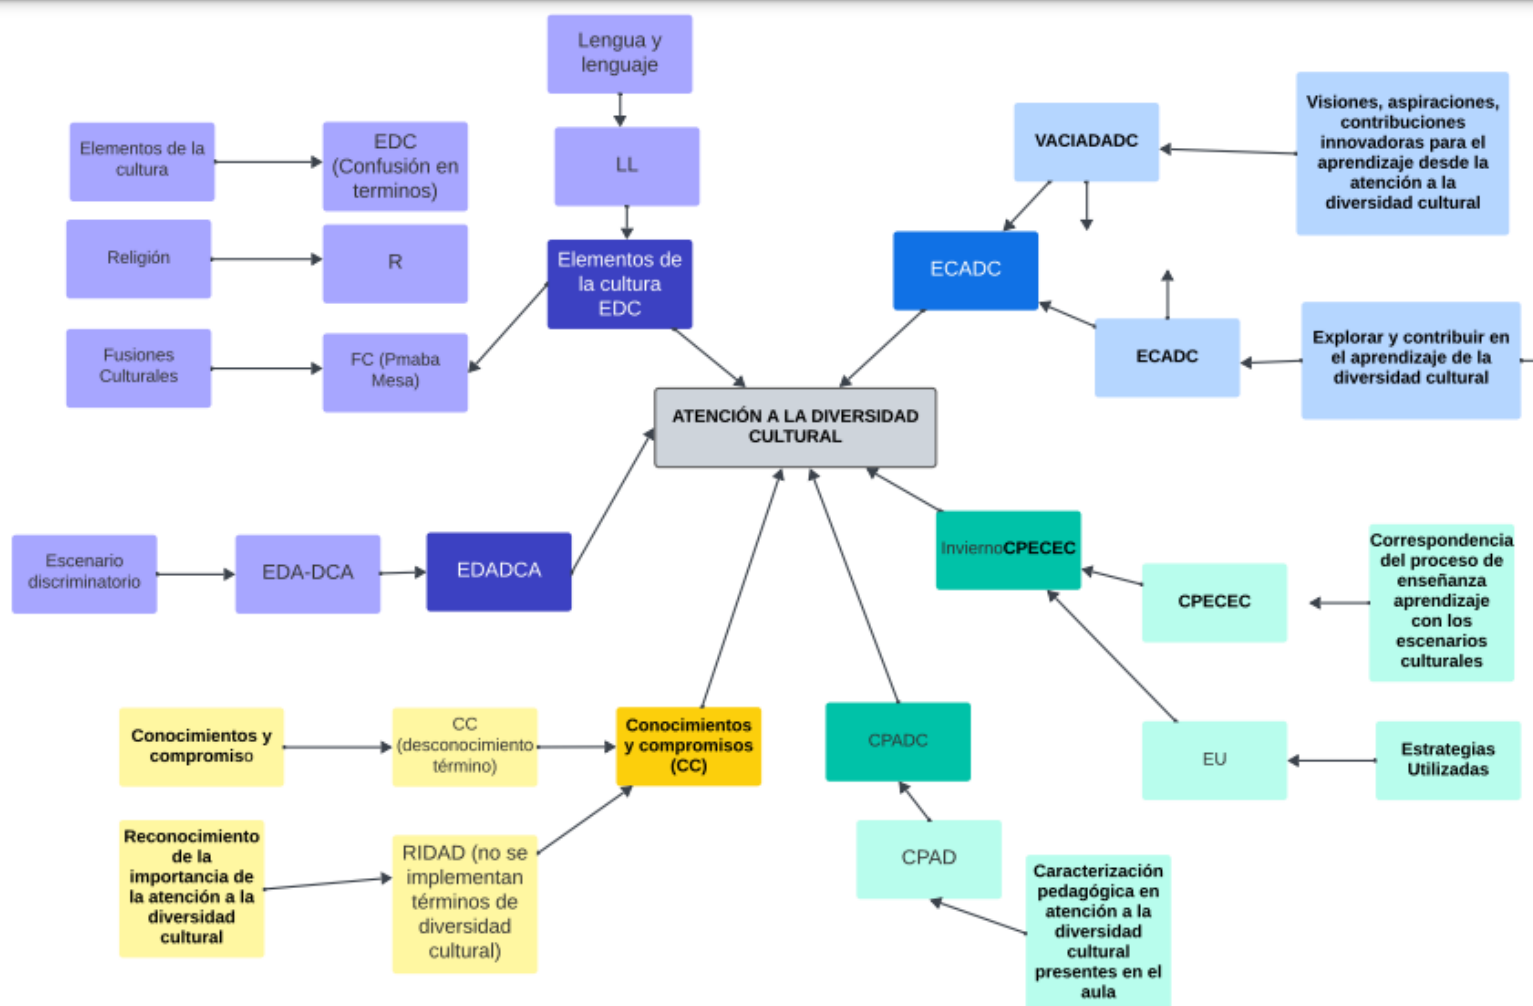 Lengua y
lenguaje
LL
Elementos de
la cultura
EDC
Elementos de la
cultura
EDC
(Confusión en
terminos)
Religión
R
Fusiones
Culturales
FC (Pmaba
Mesa)
VACIADADC
Visiones, aspiraciones,
contribuciones
innovadoras para el
aprendizaje desde la
atención a la
diversidad cultural
ECADC
ECADC
Explorar y contribuir en
el aprendizaje de la
diversidad cultural
ATENCIÓN A LA DIVERSIDAD
CULTURAL
Escenario
discriminatorio
EDA-DCA
EDADCA
InviernoCPECEC
CPECEC
Correspondencia
del proceso de
enseñanza
aprendizaje
con los
escenarios
culturales
EU
Estrategias
Utilizadas
Conocimientos y
compromiso
CC
(desconocimiento
término)
Conocimientos
y compromisos
(CC)
Reconocimiento
de la
importancia de
la atención a la
diversidad
cultural
RIDAD (no se
implementan
términos de
diversidad
cultural)
CPADC
CPAD
Caracterización
pedagógica en
atención a la
diversidad
cultural
presentes en el
aula